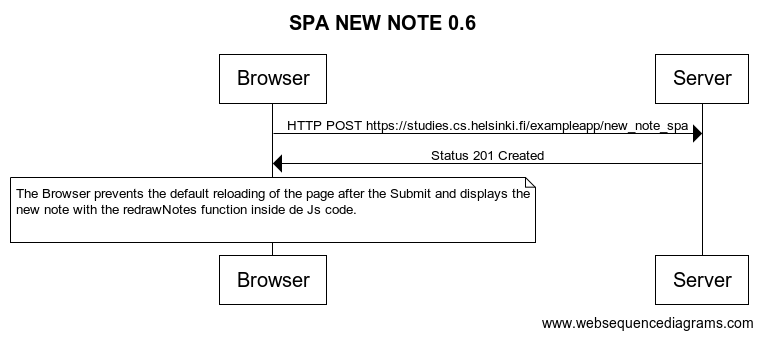 SPA NEW NOTE 0.6
Browser
Server
HTTP POST https://studies.cs.helsinki.fi/exampleapp/new_note_spa
Status 201 Created
The Browser prevents the default reloading of the page after the Submit and displays the
new note with the redrawNotes function inside de Js code.
Browser
Server
www.websequencediagrams.com